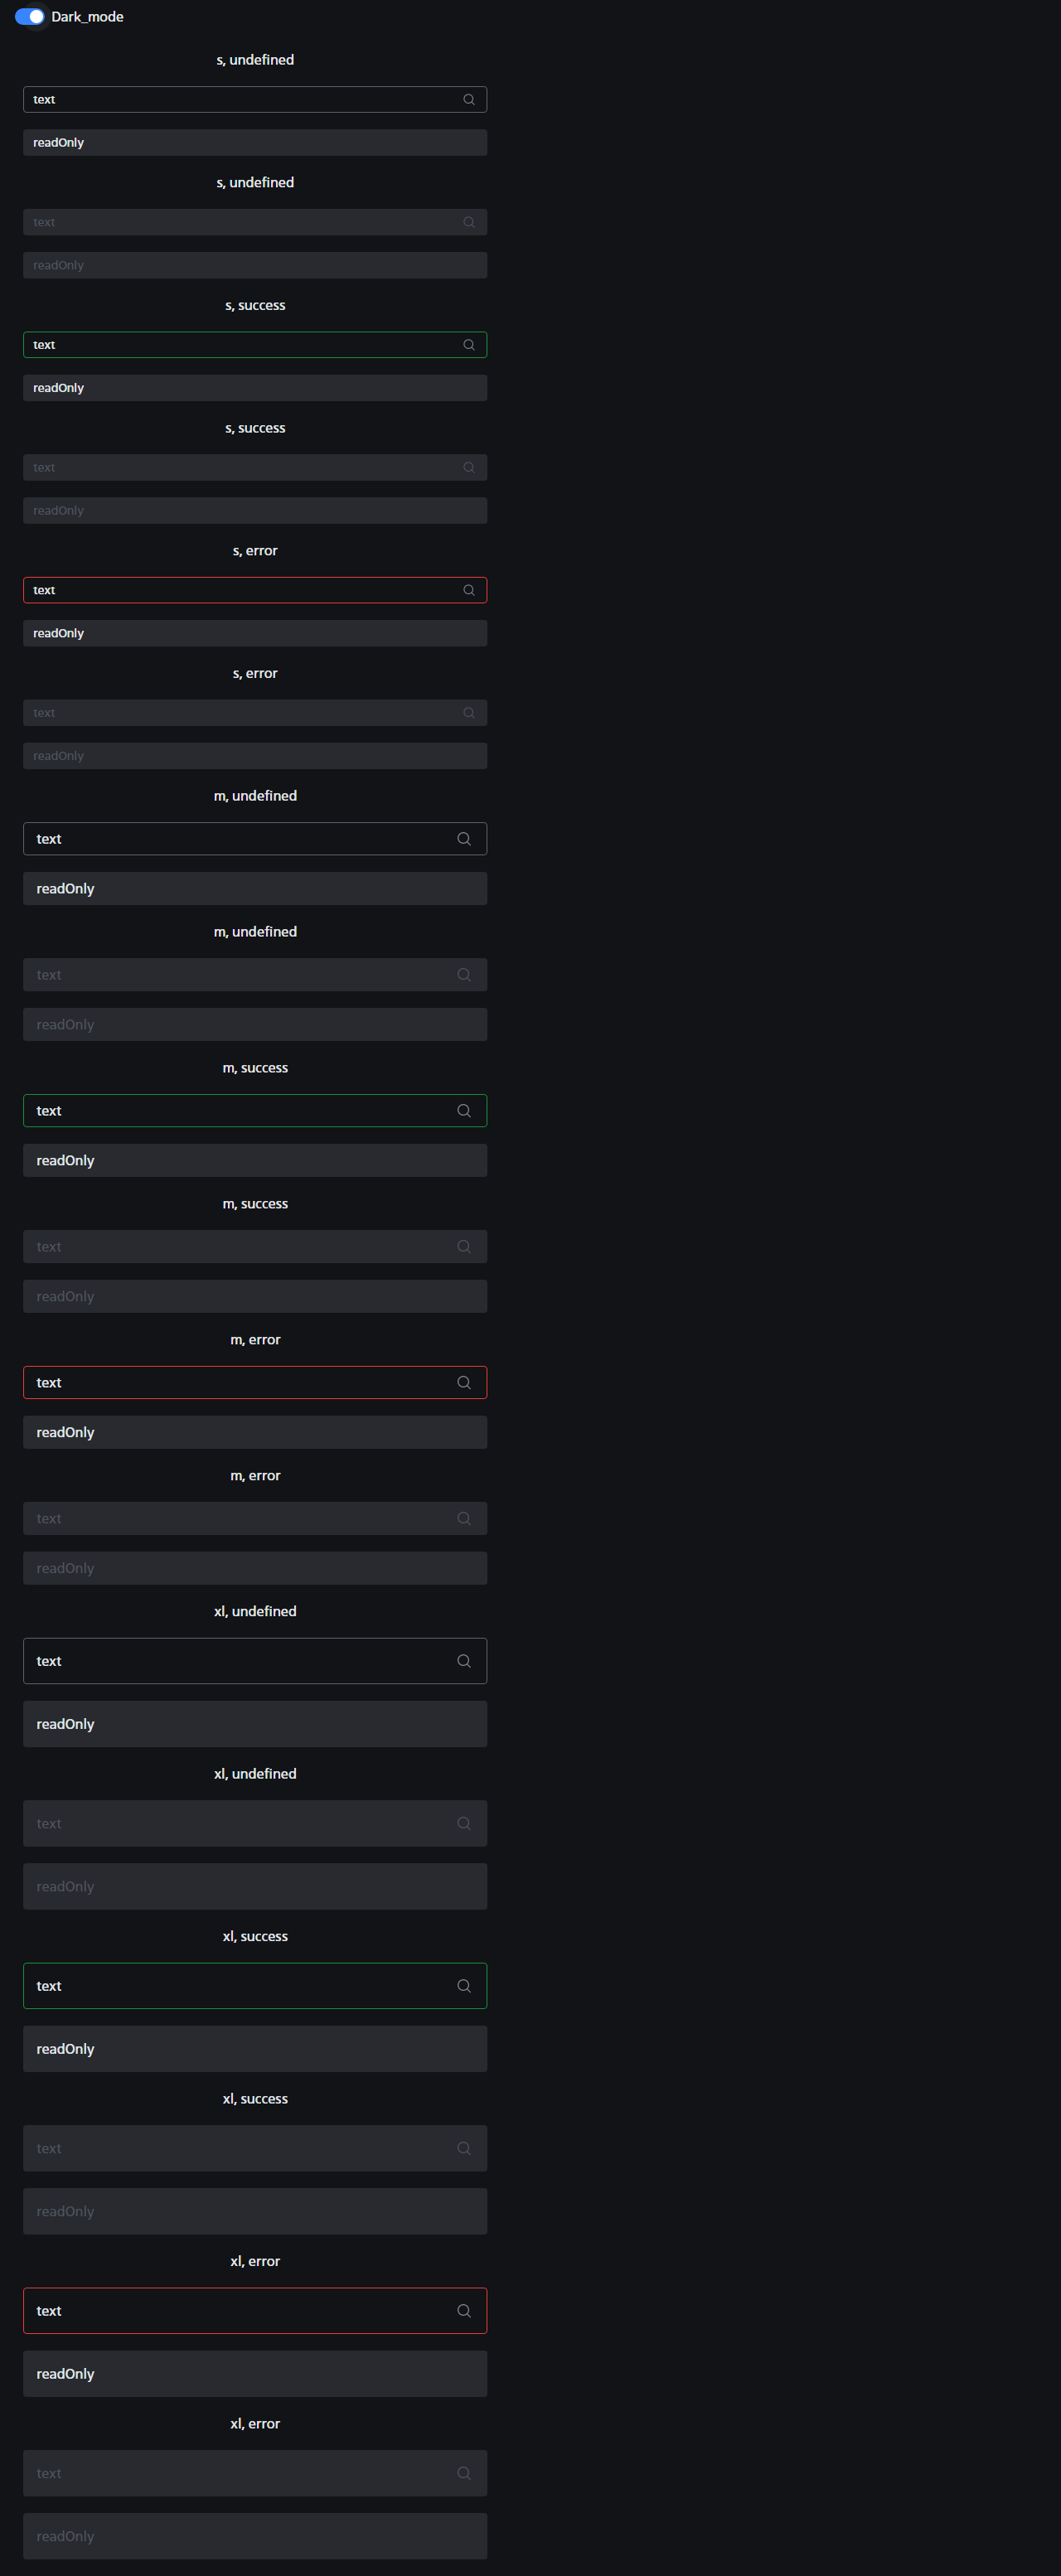 Dark_mode
s, undefined
text
readOnly
s, undefined
text
readOnly
s, success
text
readOnly
s, success
text
readOnly
s, error
text
readOnly
s, error
text
readOnly
m, undefined
text
readOnly
m, undefined
text
readOnly
m, success
text
readOnly
m, success
text
readOnly
m, error
text
readOnly
m, error
text
readOnly
xl, undefined
text
readOnly
xl, undefined
text
readOnly
xl, success
text
readOnly
xl, success
text
readOnly
xl, error
text
readOnly
xl, error
text
readOnly